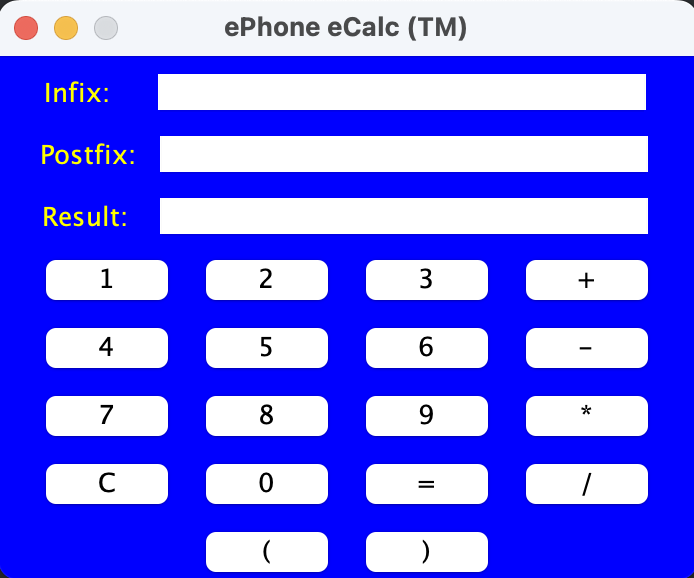 ePhone eCalc (TM)
Infix:
Postfix:
Result:
1 2 3 +
4 5 6 -
7 8 9 *
C 0 = /
( )